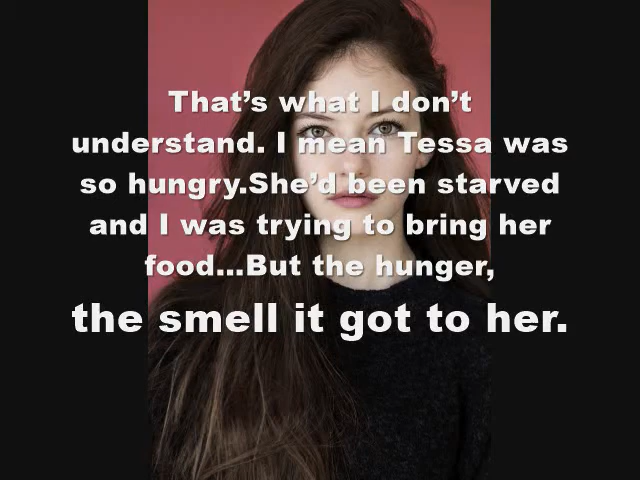 That’s what I don’t
understand. I mean Tessa was
so hungry.She’d been starved
and I was trying to bring her
food...But the hunger,
the smell it got to her.